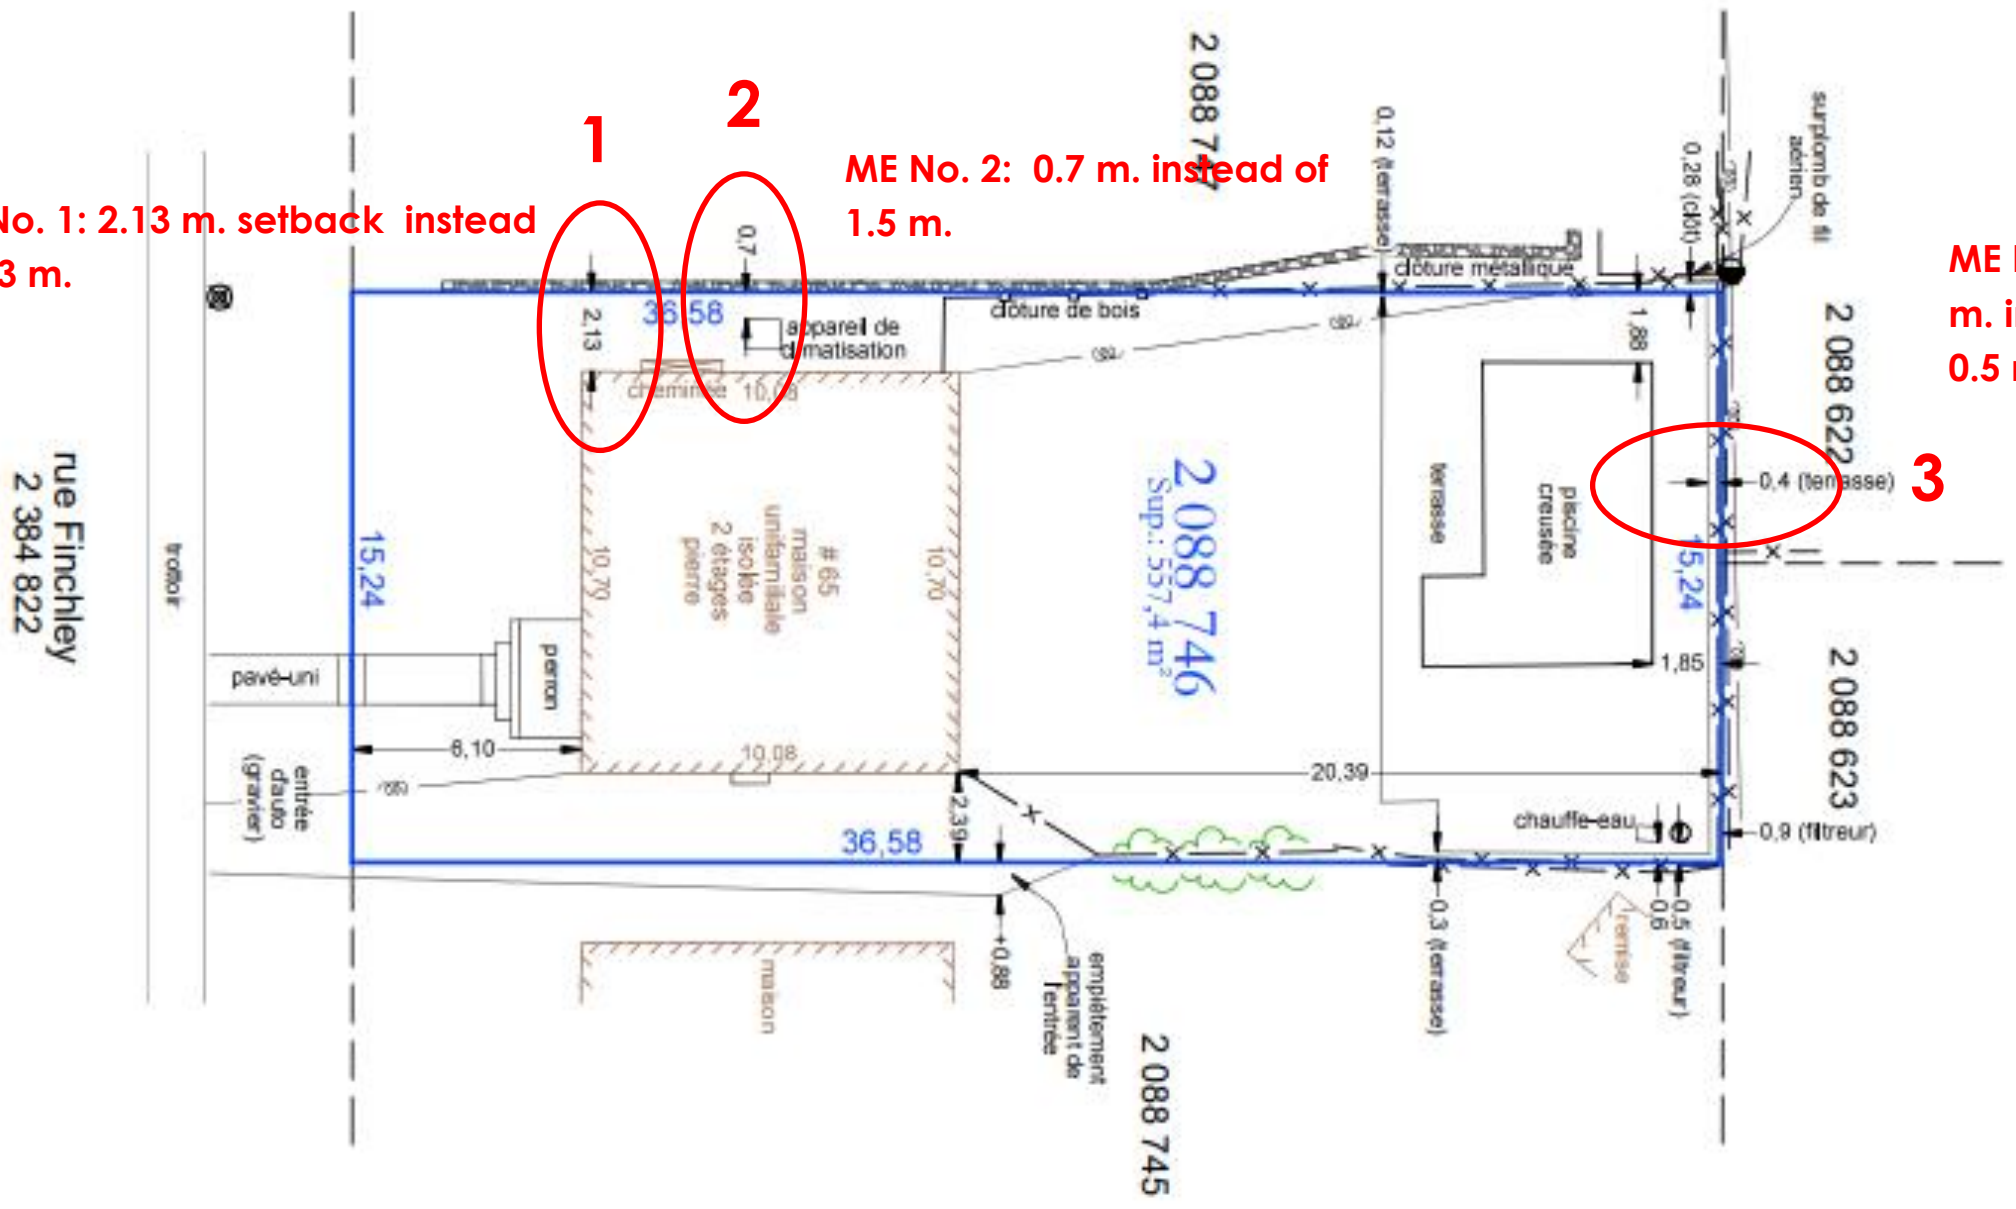 1
2
No. 1: 2.13 m. setback instead
3 m.
ME No. 2: 0.7 m. instead of
1.5 m.
0.5
3
2 088 747
0,12 (terrasse)
0,28 (clôt)
surplomb de fil
aérien
0,7
2,13
36,58
appareil de
climatisation
cheminée
10,08
clôture de bois
clôture métallique
1,88
2 088 622
0,4 (terrasse)
15,24
piscine
creusée
terrasse
2 088 746
Sup.: 557,4 m²
# 65
maison
unifamiliale
isolée
2 étages
pierre
10,70
10,70
15,24
rue Finchley
2 384 822
trottoir
pavé-uni
perron
6,10
10,08
entrée
d'auto
(gravier)
36,58
2,39
20,39
1,85
2 088 623
chauffe-eau
0,9 (filtreur)
0,5 (filtreur)
0,6
0,3 (terrasse)
remise
+0,88
empiètement
apparent de
l'entrée
maison
2 088 745